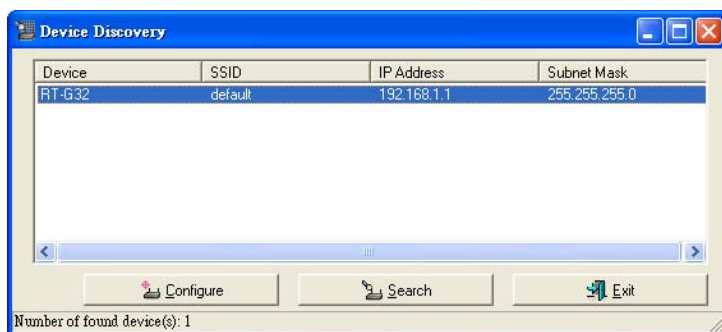 Device Discovery
Device SSID IP Address Subnet Mask
RT-G32 default 192.168.1.1 255.255.255.0
Configure Search Exit
Number of found device(s): 1